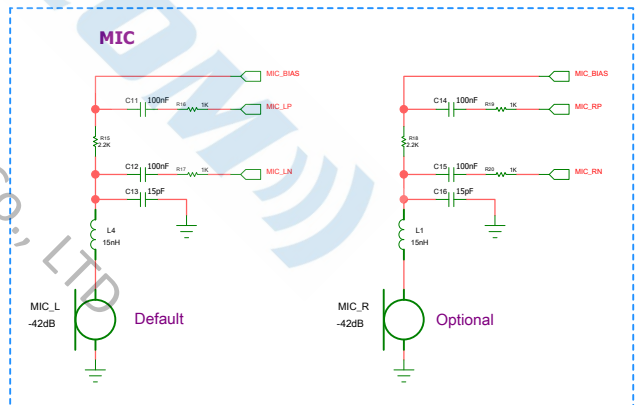 MIC
MIC_BIAS
C11 100nF R16 1K MIC_LP
R15
2.2K
C12 100nF R17 1K MIC_LN
C13 15pF
L4
15nH
MIC_L
-42dB
Default
MIC_BIAS
C14 100nF R19 1K MIC_RP
R18
2.2K
C15 100nF R20 1K MIC_RN
C16 15pF
L1
15nH
MIC_R
-42dB
Optional
Co., LTD